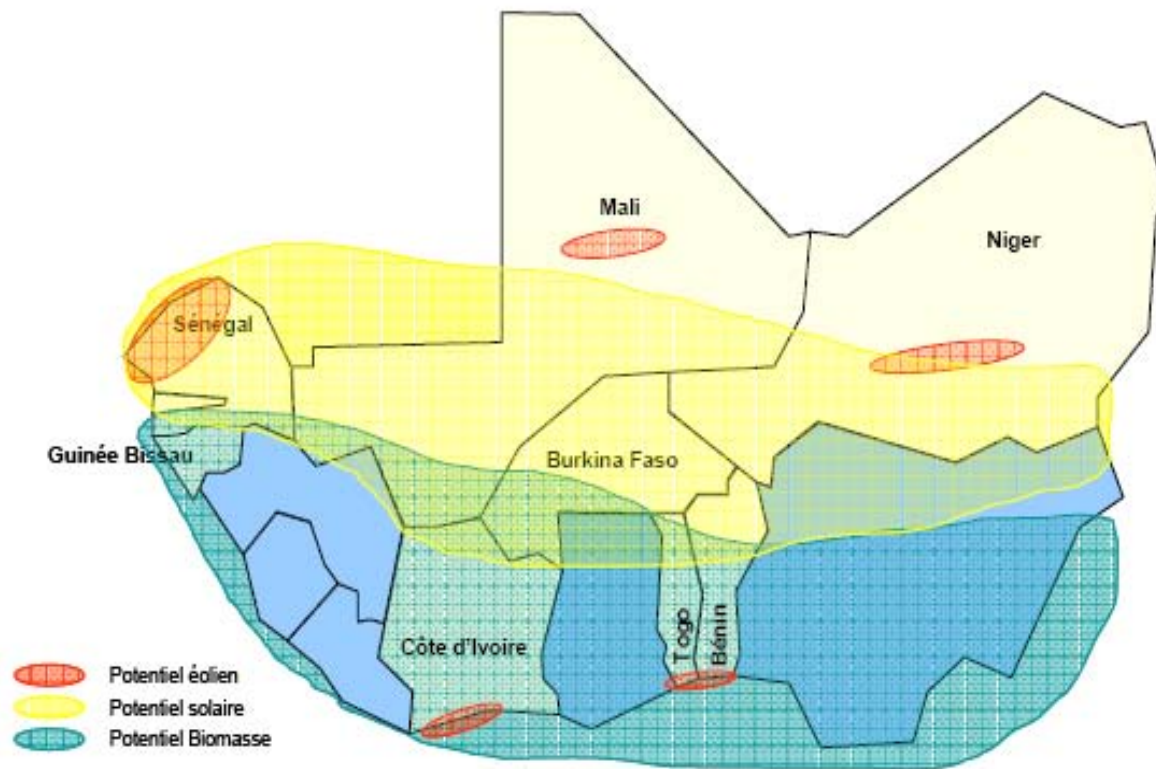 Mali
Niger
Sénégal
Guinée Bissau
Burkina Faso
Togo
Bénin
Côte d'Ivoire
Potentiel éolien
Potentiel solaire
Potentiel Biomasse